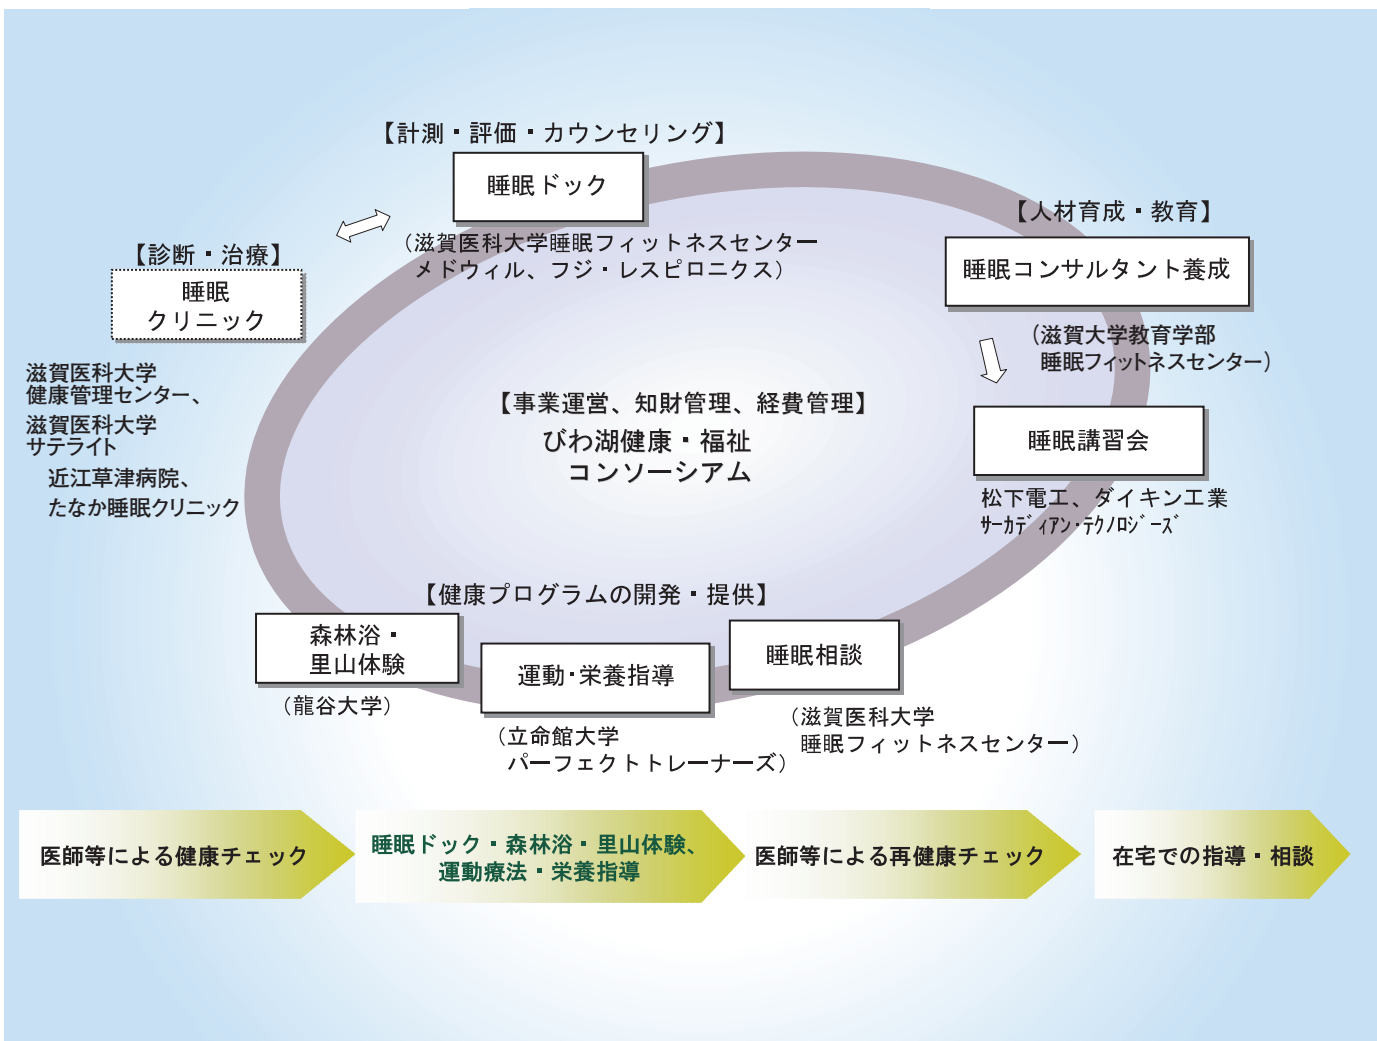 【計測・評価・カウンセリング】
睡眠ドック
（滋賀医科大学睡眠フィットネスセンター
メドウィル、フジ・レスピロニクス）
【診断・治療】
睡眠
クリニック
滋賀医科大学
健康管理センター、
滋賀医科大学
サテライト
近江草津病院、
たなか睡眠クリニック
【人材育成・教育】
睡眠コンサルタント養成
（滋賀大学教育学部
睡眠フィットネスセンター）
睡眠講習会
松下電工、ダイキン工業
ｻｰｶﾃﾞｨｱﾝ･ﾃｸﾉﾛｼﾞｰｽﾞ
【事業運営、知財管理、経費管理】
びわ湖健康・福祉
コンソーシアム
【健康プログラムの開発・提供】
森林浴・
里山体験
（龍谷大学）
運動・栄養指導
（立命館大学
パーフェクトトレーナーズ）
睡眠相談
（滋賀医科大学
睡眠フィットネスセンター）
医師等による健康チェック
睡眠ドック・森林浴・里山体験、
運動療法・栄養指導
医師等による再健康チェック
在宅での指導・相談